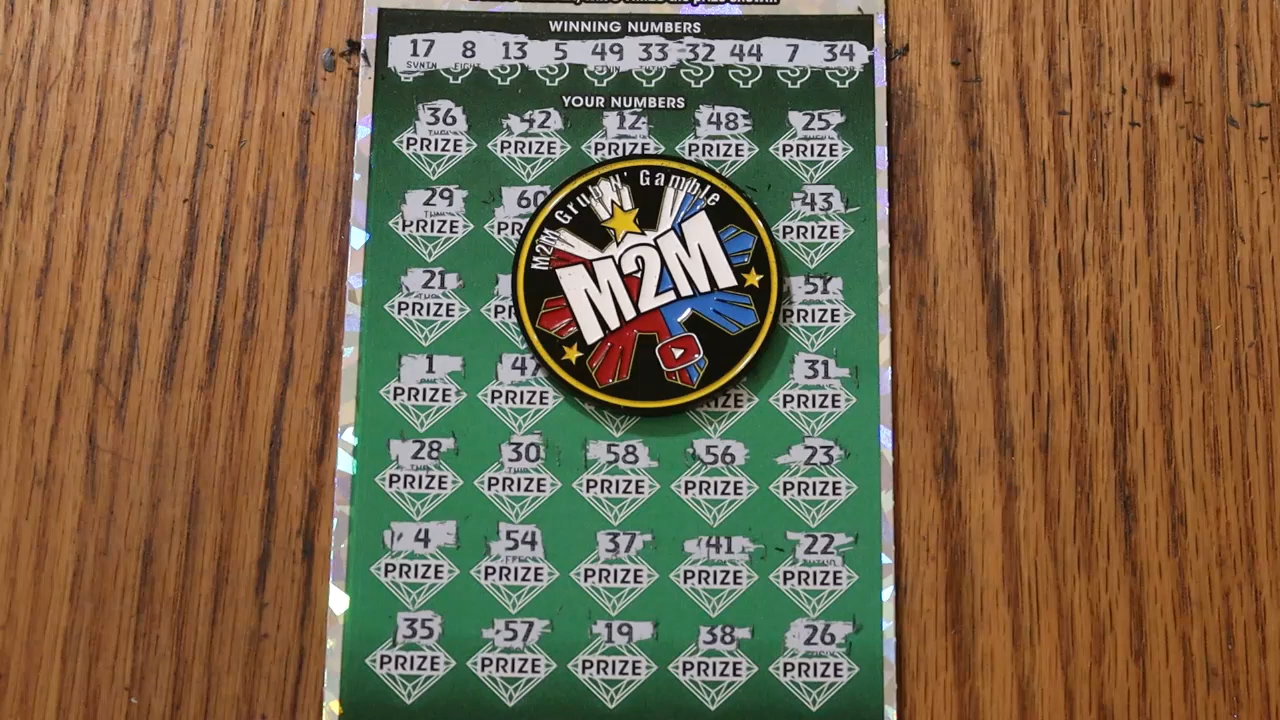 WINNING NUMBERS
17 8 13 5 49 33 32 44 7 34
SVNTN
YOUR NUMBERS
36 42 12 48 25
PRIZE PRIZE PRIZE PRIZE PRIZE
29 60 43
PRIZE PRIZE
M2M Grub N' Gamble
M2M
21 51
PRIZE PRIZE
1 47 31
PRIZE PRIZE PRIZE
28 30 58 56 23
PRIZE PRIZE PRIZE PRIZE PRIZE
4 54 37 41 22
PRIZE PRIZE PRIZE PRIZE PRIZE
35 57 19 38 26
PRIZE PRIZE PRIZE PRIZE PRIZE